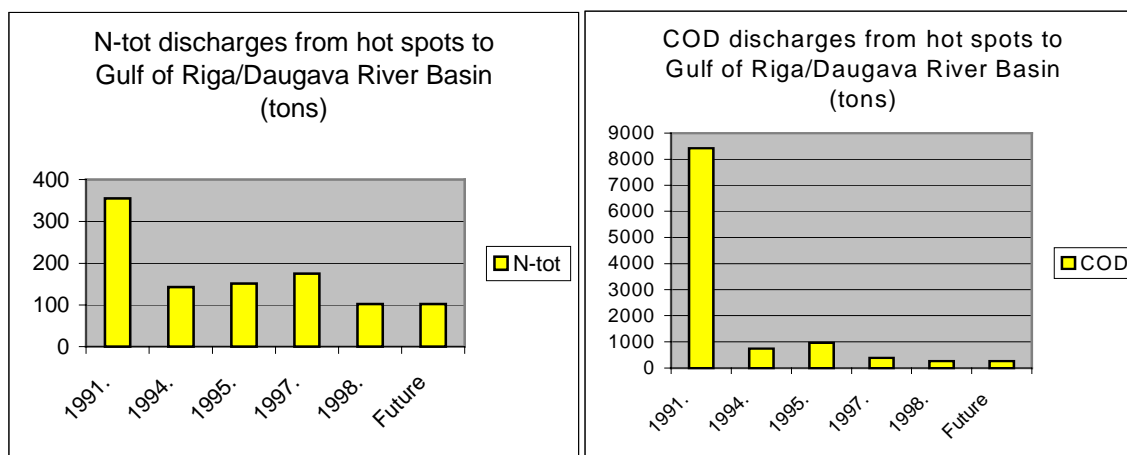 N-tot discharges from hot spots to
Gulf of Riga/Daugava River Basin
(tons)
400
300
200
100
0
1991.
1994.
1995.
1997.
1998.
Future
N-tot
COD discharges from hot spots to
Gulf of Riga/Daugava River Basin
(tons)
9000
8000
7000
6000
5000
4000
3000
2000
1000
0
1991.
1994.
1995.
1997.
1998.
Future
COD